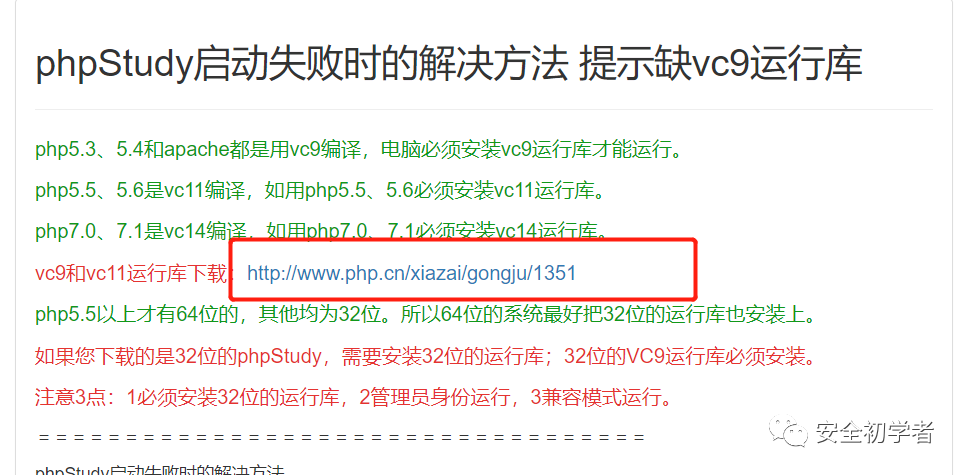 phpStudy启动失败时的解决方法 提示缺vc9运行库
php5.3、5.4和apache都是用vc9编译，电脑必须安装vc9运行库才能运行。
php5.5、5.6是vc11编译，如用php5.5、5.6必须安装vc11运行库。
php7.0、7.1是vc14编译，如用php7.0、7.1必须安装vc14运行库。
vc9和vc11运行库下载：http://www.php.cn/xiazai/gongju/1351
php5.5以上才有64位的，其他均为32位。所以64位的系统最好把32位的运行库也安装上。
如果您下载的是32位的phpStudy，需要安装32位的运行库；32位的VC9运行库必须安装。
注意3点：1必须安装32位的运行库，2管理员身份运行，3兼容模式运行。
＝＝＝＝＝＝＝＝＝＝＝＝＝＝＝＝＝＝＝＝＝＝＝＝＝＝＝＝＝＝＝＝＝＝＝
安全初学者
phpStudy启动失败时的解决方法